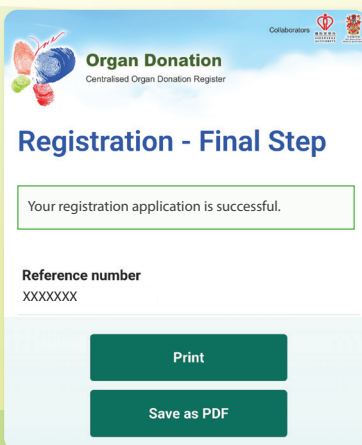 Collaborators
Organ Donation
Centralised Organ Donation Register
Registration - Final Step
Your registration application is successful.
Reference number
XXXXXXX
Print
Save as PDF